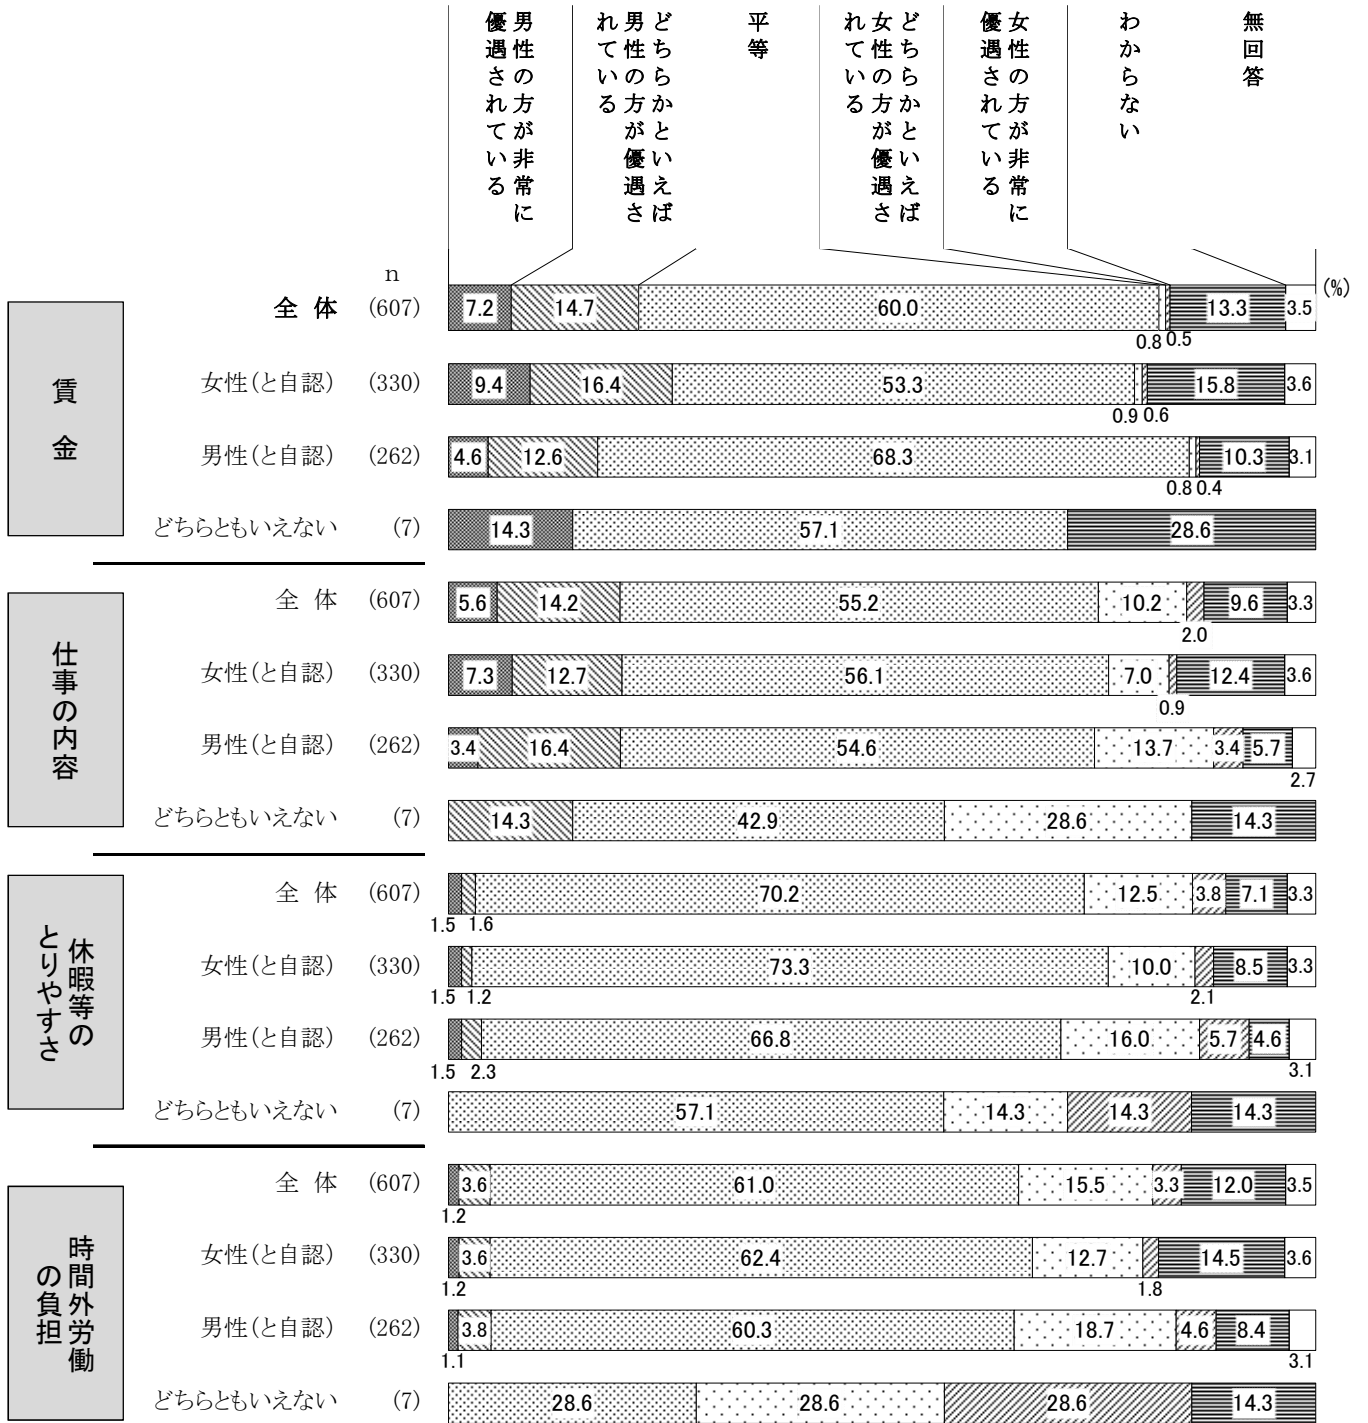 男性の方が非常に
優遇されている
どちらかといえば
男性の方が優遇さ
れている
平等
どちらかといえば
女性の方が優遇さ
れている
女性の方が非常に
優遇されている
わからない
無回答
n
(%)
賃金
全 体 (607) 7.2 14.7 60.0 0.8 0.5 13.3 3.5
女性(と自認) (330) 9.4 16.4 53.3 0.9 0.6 15.8 3.6
男性(と自認) (262) 4.6 12.6 68.3 0.8 0.4 10.3 3.1
どちらともいえない (7) 14.3 57.1 28.6
仕事の内容
全 体 (607) 5.6 14.2 55.2 10.2 2.0 9.6 3.3
女性(と自認) (330) 7.3 12.7 56.1 7.0 0.9 12.4 3.6
男性(と自認) (262) 3.4 16.4 54.6 13.7 3.4 5.7 2.7
どちらともいえない (7) 14.3 42.9 28.6 14.3
休暇等の
とりやすさ
全 体 (607) 1.5 1.6 70.2 12.5 3.8 7.1 3.3
女性(と自認) (330) 1.5 1.2 73.3 10.0 2.1 8.5 3.3
男性(と自認) (262) 1.5 2.3 66.8 16.0 5.7 4.6 3.1
どちらともいえない (7) 57.1 14.3 14.3 14.3
時間外労働
の負担
全 体 (607) 1.2 3.6 61.0 15.5 3.3 12.0 3.5
女性(と自認) (330) 1.2 3.6 62.4 12.7 1.8 14.5 3.6
男性(と自認) (262) 1.1 3.8 60.3 18.7 4.6 8.4 3.1
どちらともいえない (7) 28.6 28.6 28.6 14.3